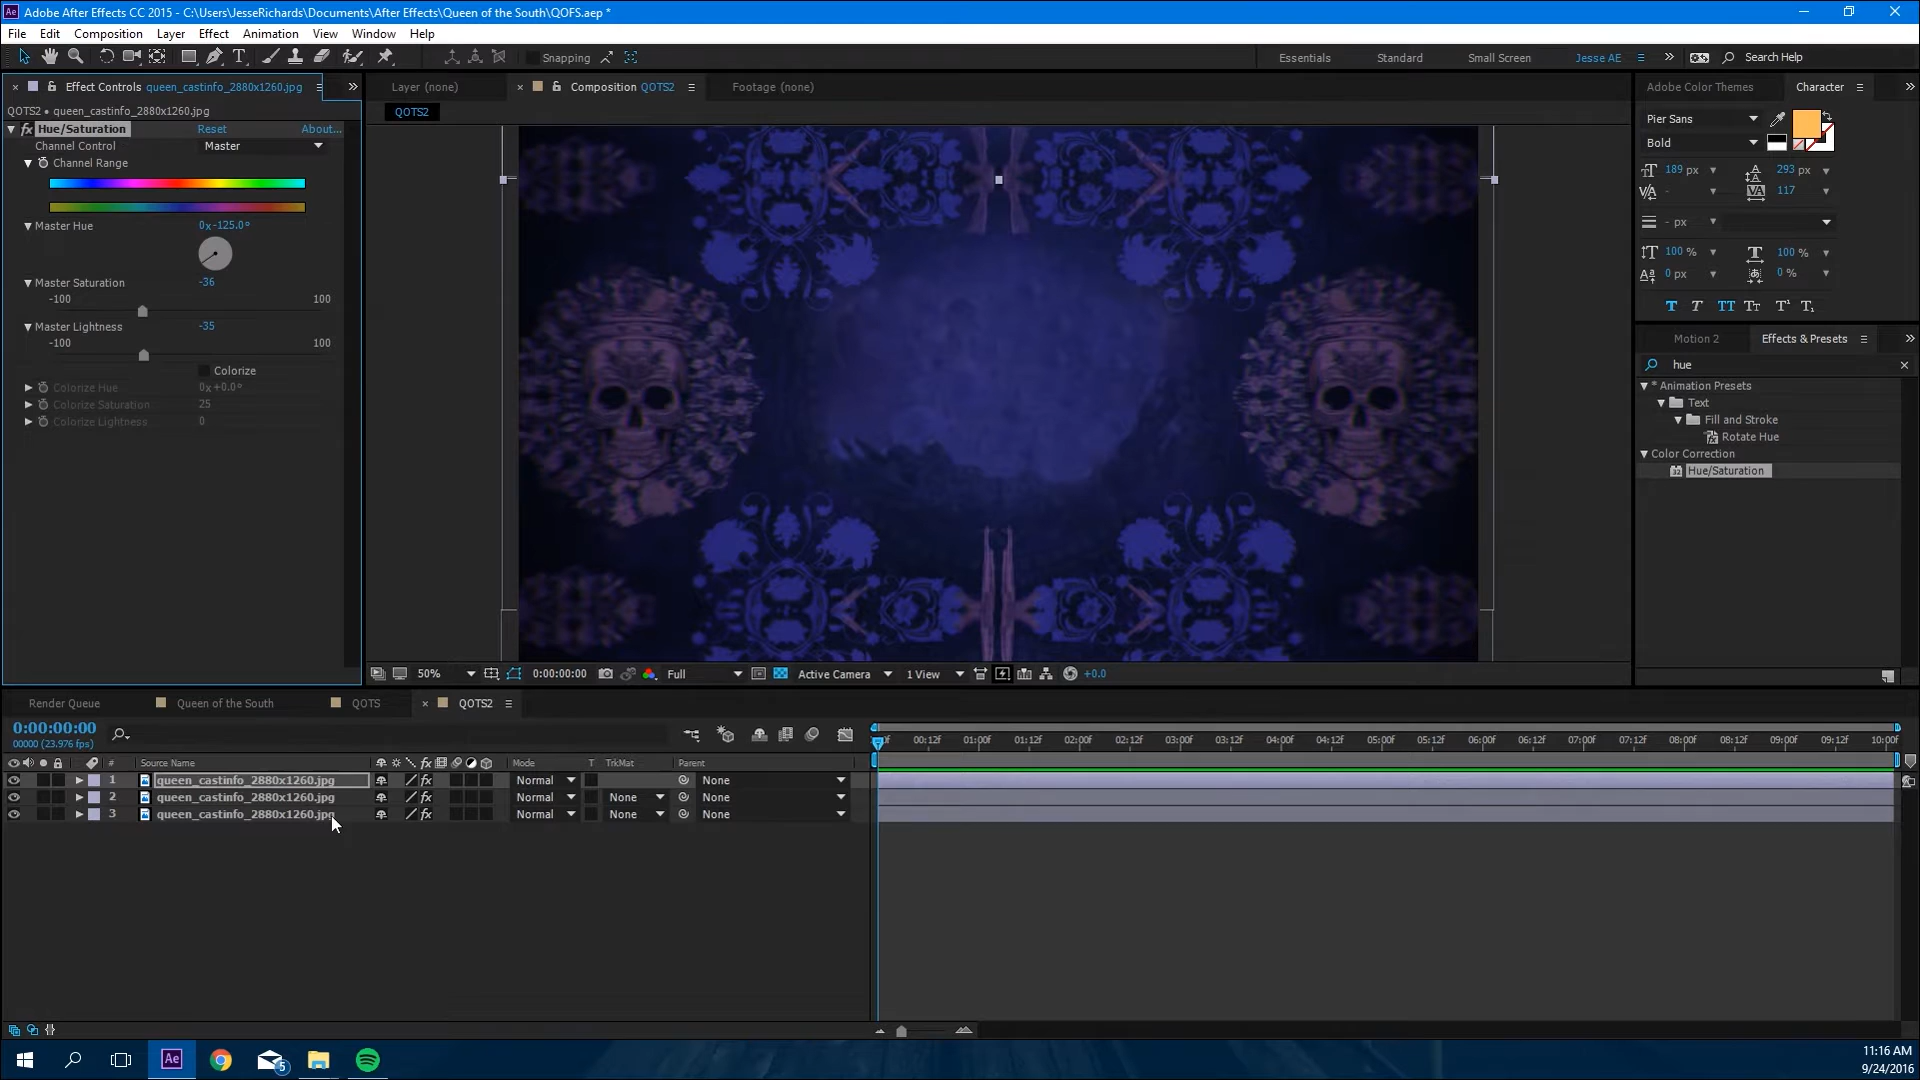 Ae Adobe After Effects CC 2015 - C:\Users\JesseRichards\Documents\After Effects\Queen of the South\QOFS.aep *
File Edit Composition Layer Effect Animation View Window Help
Snapping Essentials Standard Small Screen Jesse AE Search Help
Effect Controls queen_castinfo_2880x1260.jpg
Layer (none) Composition QOTS2 Footage (none)
Adobe Color Themes Character
QOTS2 • queen_castinfo_2880x1260.jpg
QOTS2
fx Hue/Saturation Reset About...
Channel Control Master
Channel Range
Master Hue 0x-125.0°
Master Saturation -36
-100 100
Master Lightness -35
-100 100
Colorize
Colorize Hue 0x+0.0°
Colorize Saturation 25
Colorize Lightness 0
Pier Sans
Bold
189 px 293 px
- 117
- px
100 % 100 %
0 px 0 %
Motion 2 Effects & Presets
hue
* Animation Presets
Text
Fill and Stroke
Rotate Hue
Color Correction
Hue/Saturation
50% 0:00:00:00 Full Active Camera 1 View +0.0
Render Queue Queen of the South QOTS QOTS2
0:00:00:00
00000 (23.976 fps)
00:12f 01:00f 01:12f 02:00f 02:12f 03:00f 03:12f 04:00f 04:12f 05:00f 05:12f 06:00f 06:12f 07:00f 07:12f 08:00f 08:12f 09:00f 09:12f 10:00f
# Source Name Mode T TrkMat Parent
1 queen_castinfo_2880x1260.jpg Normal None
2 queen_castinfo_2880x1260.jpg Normal None None
3 queen_castinfo_2880x1260.jpg Normal None None
Ae 5
11:16 AM
9/24/2016